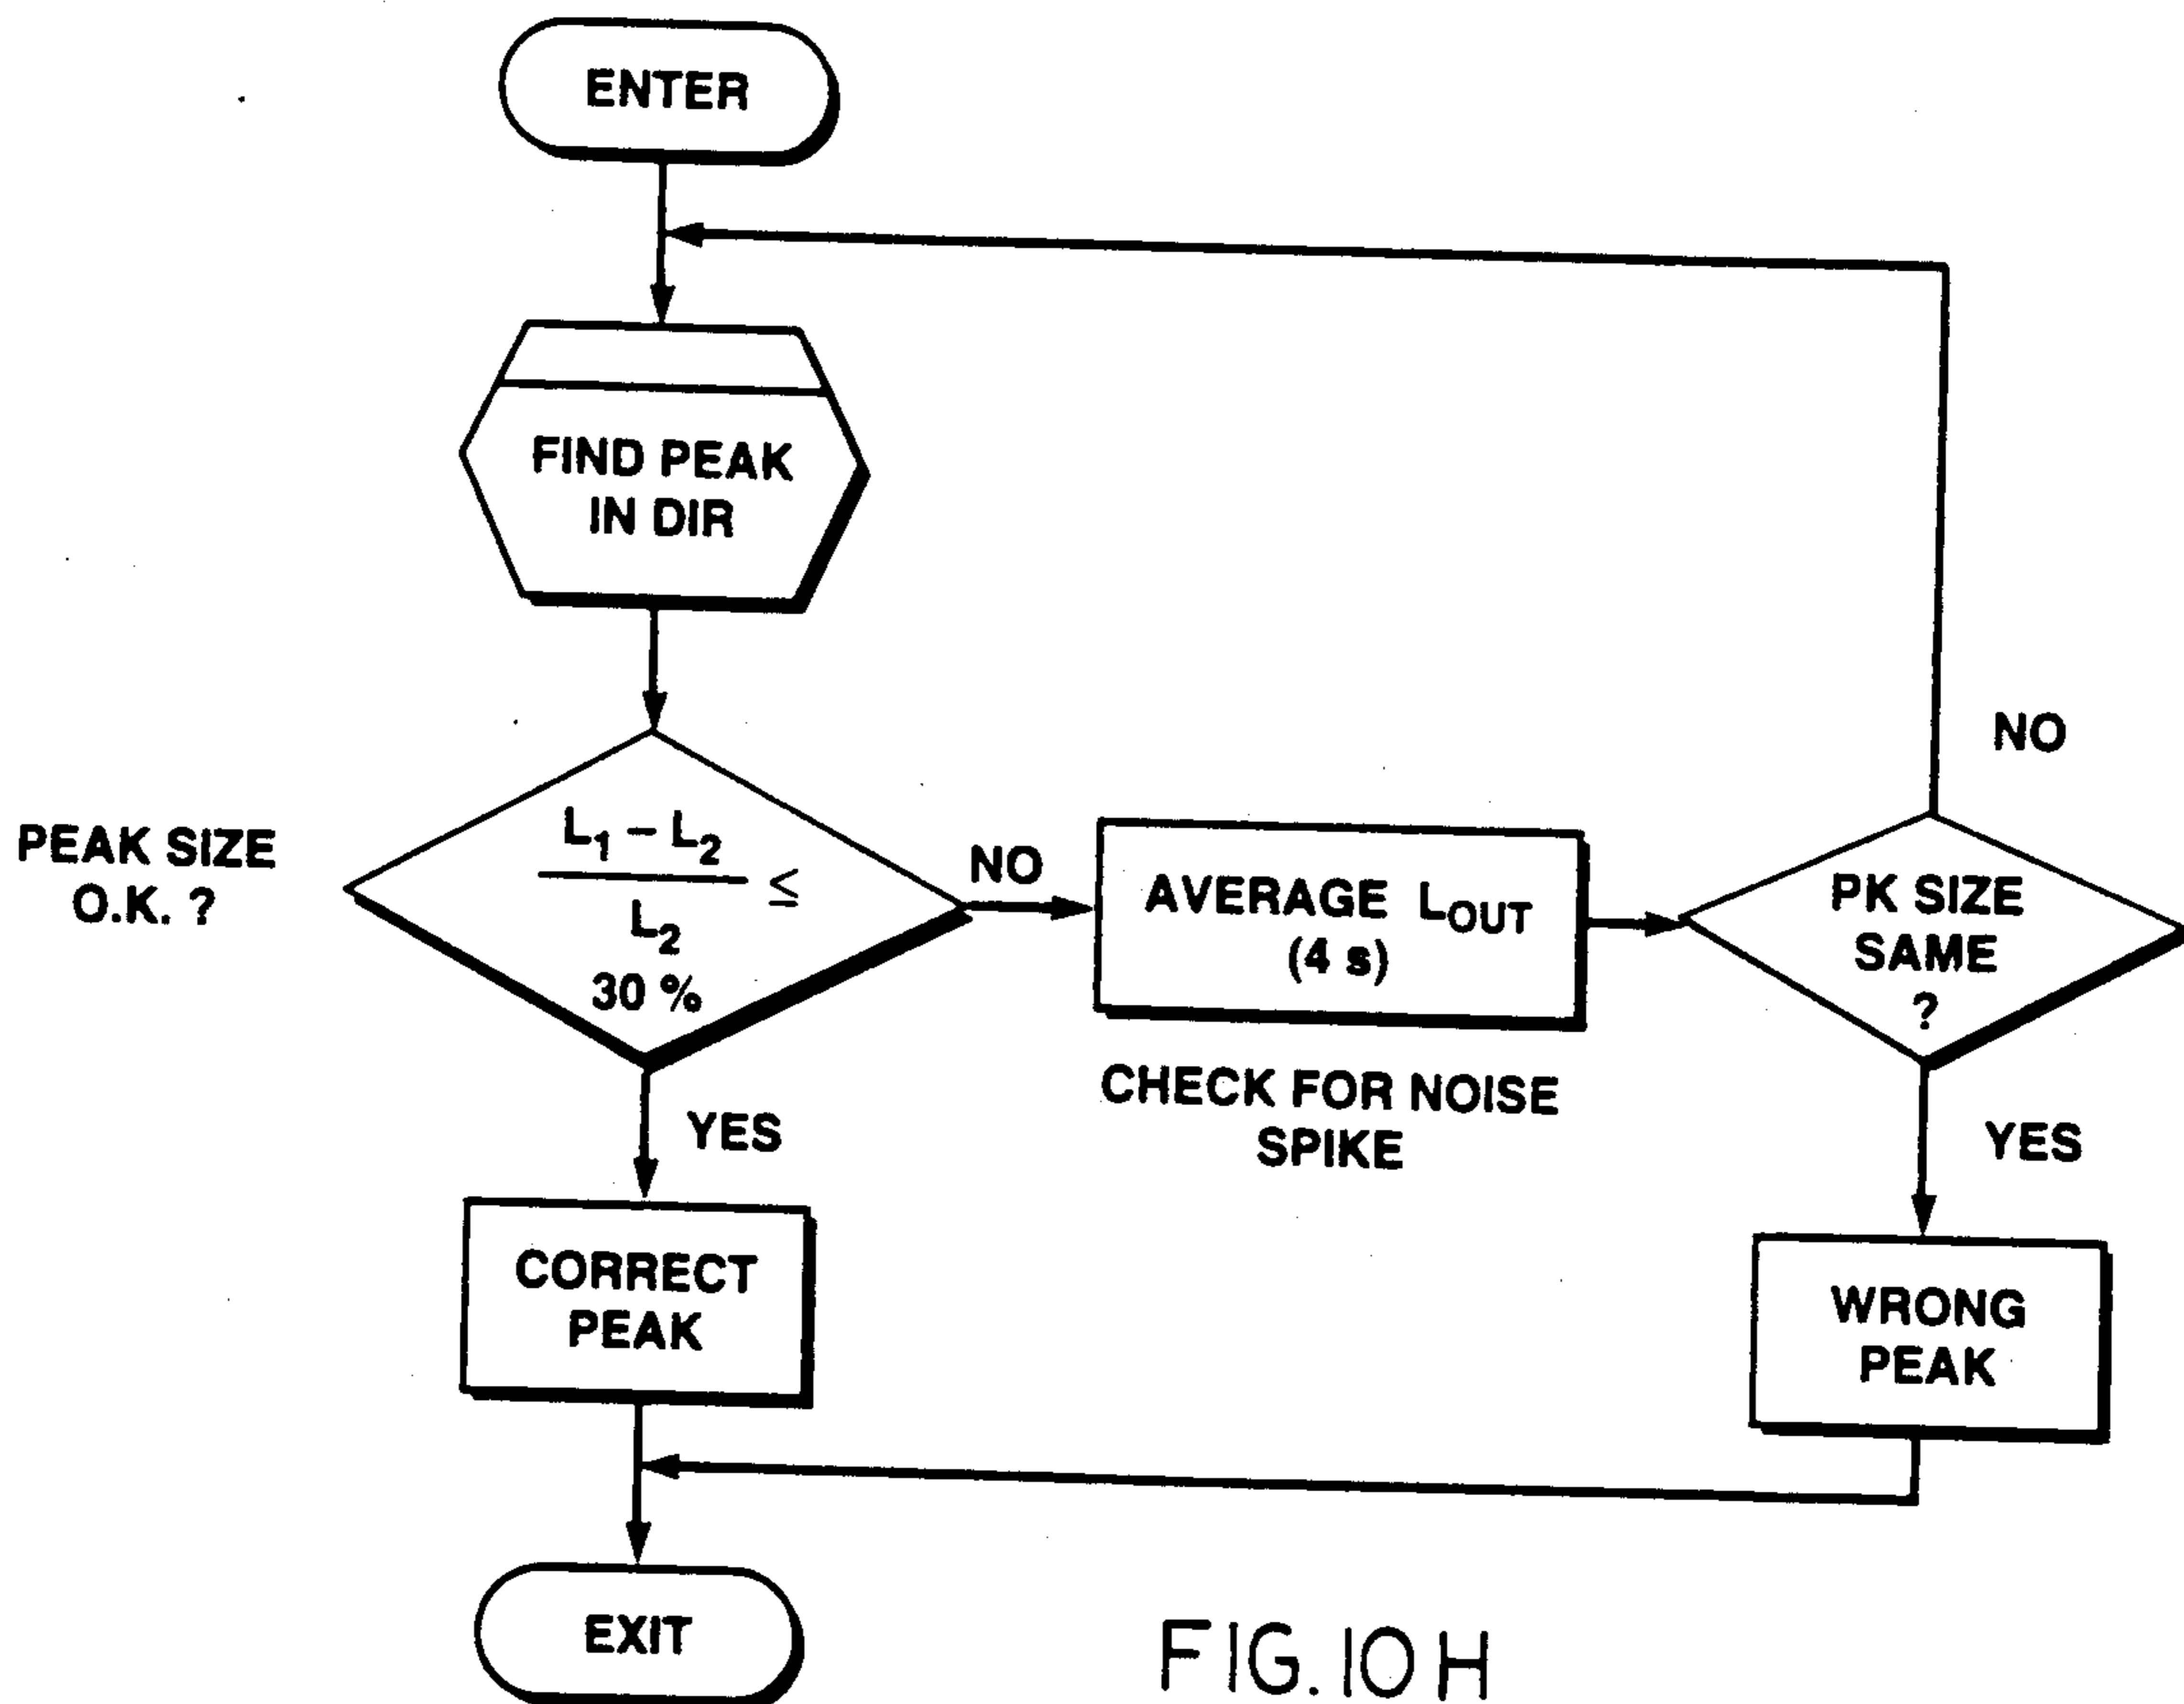 ENTER
FIND PEAK
IN DIR
PEAK SIZE
O.K. ?
L₁ – L₂
≤
L₂
30 %
NO
AVERAGE LOUT
(4 s)
CHECK FOR NOISE
SPIKE
NO
PK SIZE
SAME
?
YES
YES
CORRECT
PEAK
WRONG
PEAK
EXIT
FIG. 10 H